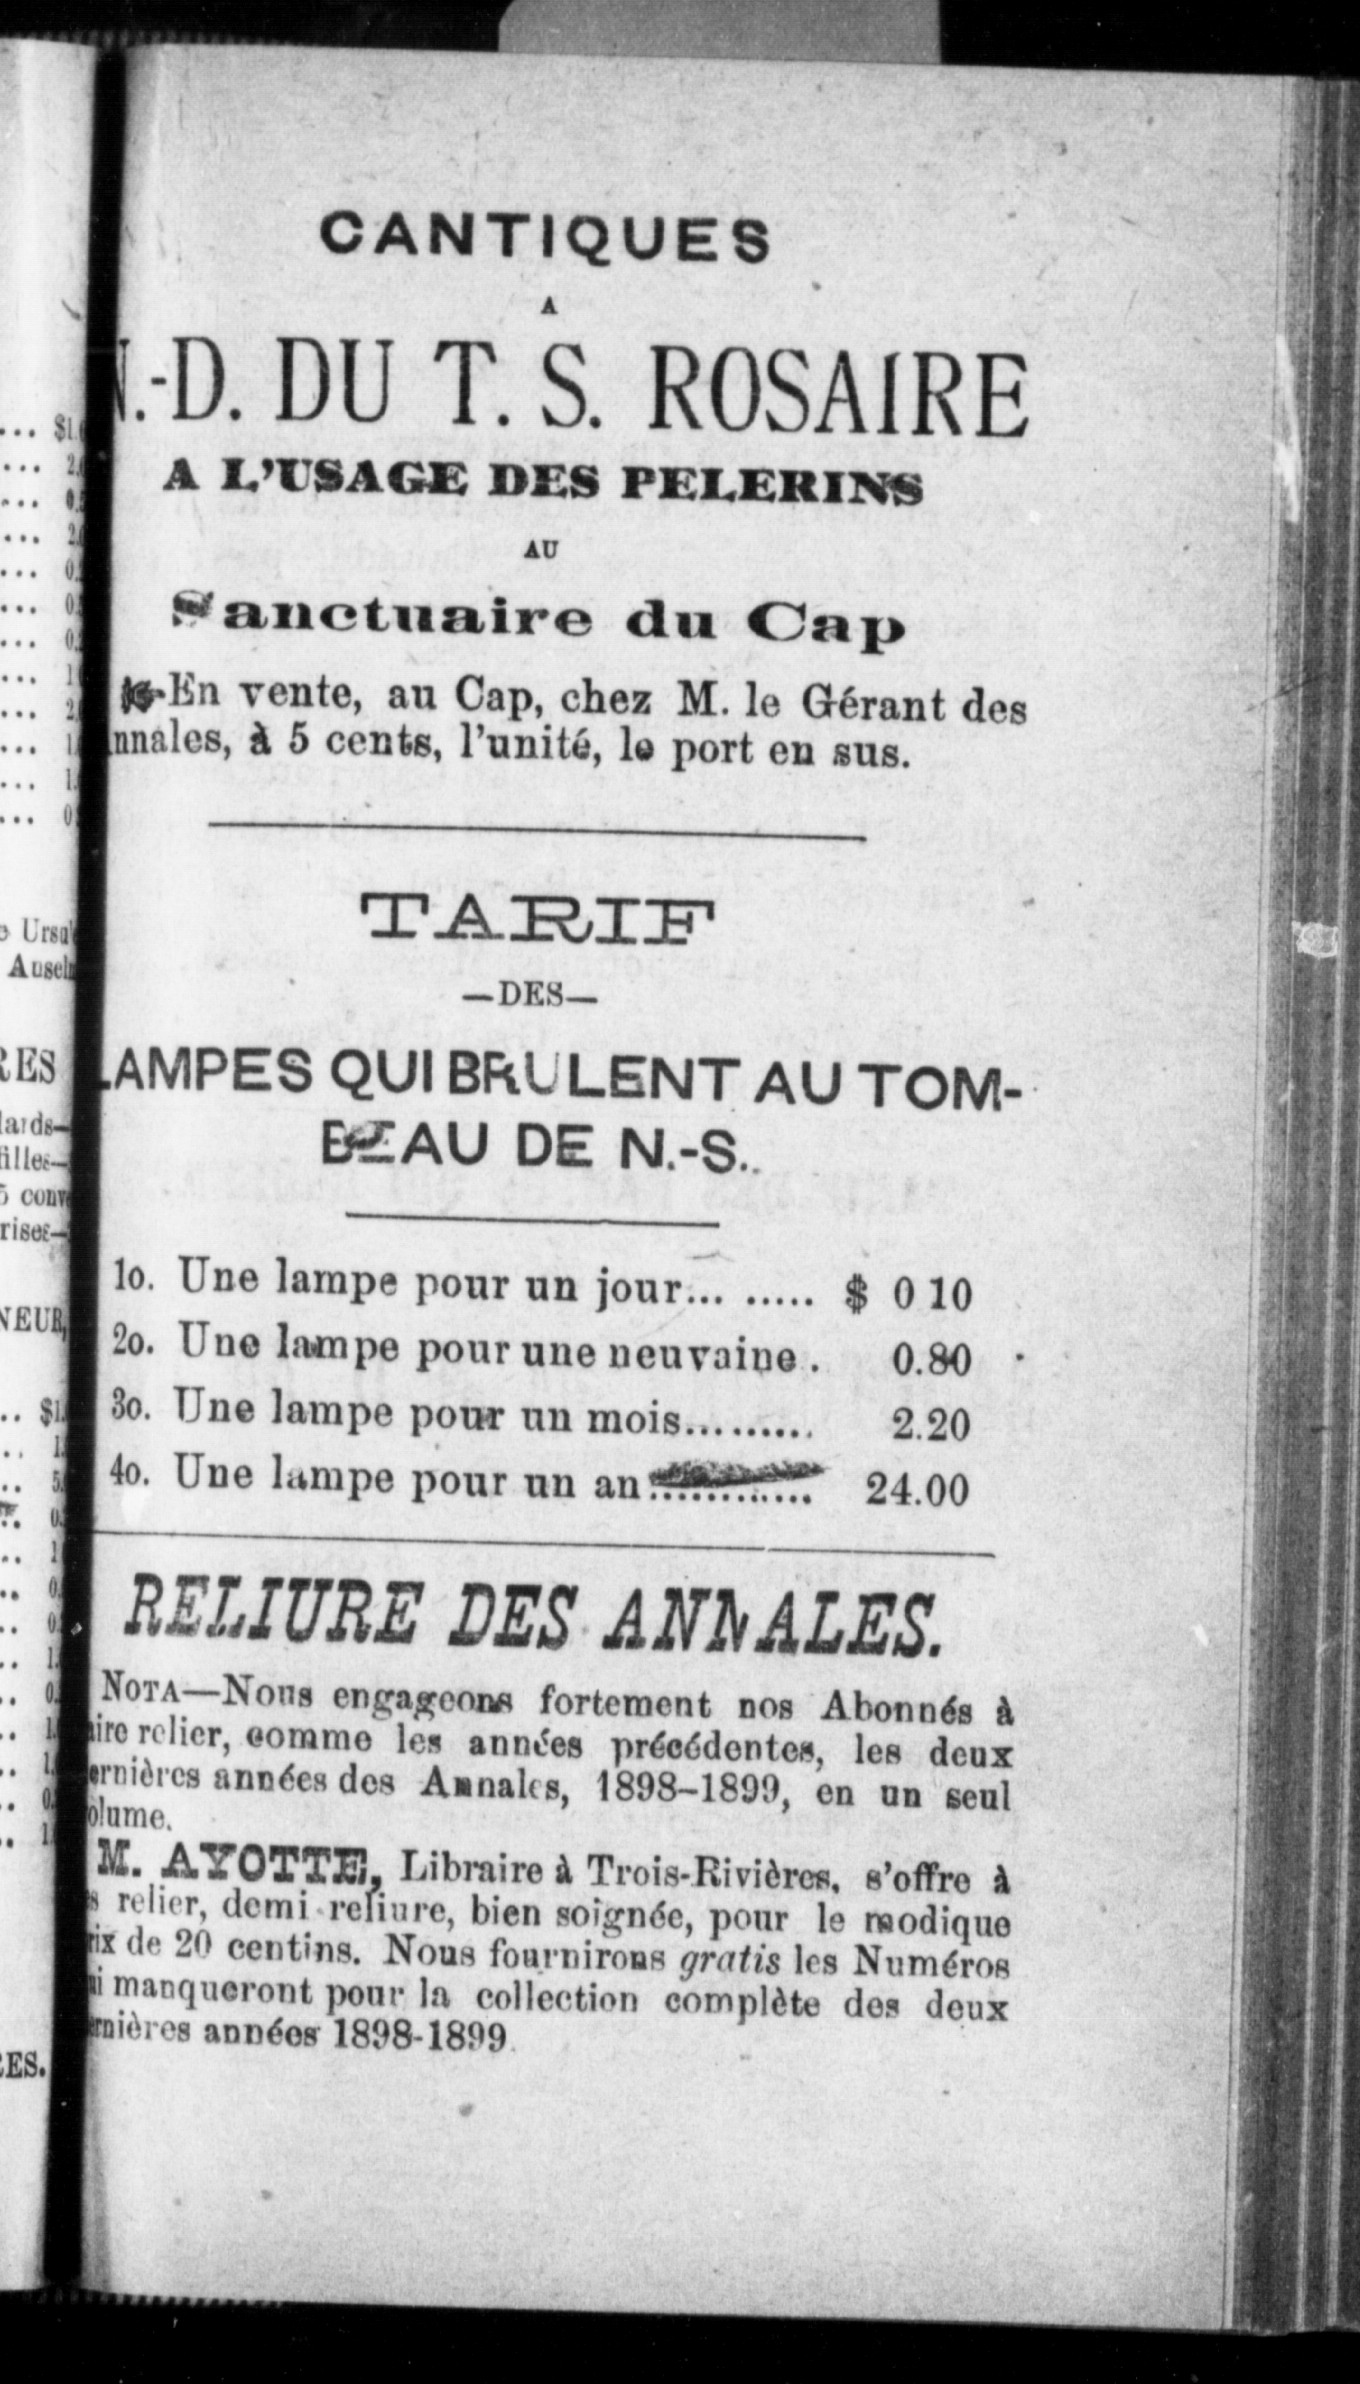 CANTIQUES
A
N.-D. DU T. S. ROSAIRE
A L'USAGE DES PELERINS
AU
Sanctuaire du Cap
En vente, au Cap, chez M. le Gérant des
nnales, à 5 cents, l'unité, le port en sus.
TARIF
—DES—
LAMPES QUI BRULENT AU TOM-
BEAU DE N.-S.
1o. Une lampe pour un jour... ..... $ 0 10
2o. Une lampe pour une neuvaine . 0.80
3o. Une lampe pour un mois......... 2.20
4o. Une lampe pour un an............ 24.00
RELIURE DES ANNALES.
NOTA—Nous engageons fortement nos Abonnés à
aire relier, comme les années précédentes, les deux
ernières années des Annales, 1898–1899, en un seul
olume.
M. AYOTTE, Libraire à Trois-Rivières, s'offre à
s relier, demi reliure, bien soignée, pour le modique
rix de 20 centins. Nous fournirons gratis les Numéros
ui manqueront pour la collection complète des deux
ernières années 1898-1899